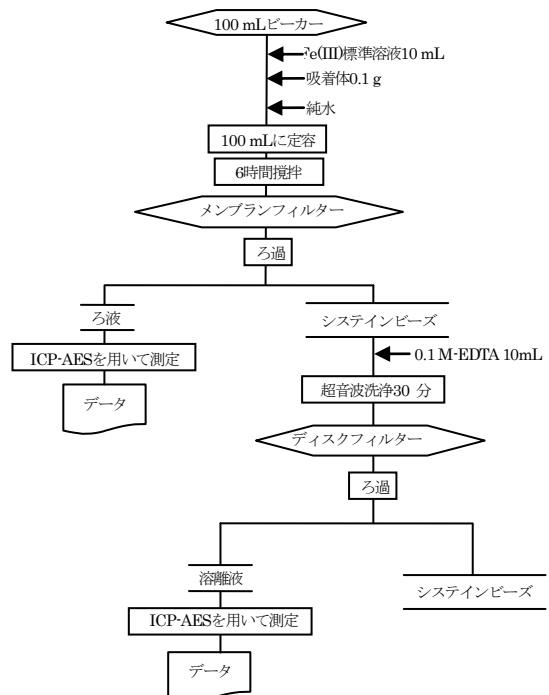 100 mLビーカー
Fe(III)標準溶液10 mL
吸着体0.1 g
純水
100 mLに定容
6時間撹拌
メンブランフィルター
ろ過
ろ液
システインビーズ
ICP-AESを用いて測定
0.1 M-EDTA 10mL
データ
超音波洗浄30 分
ディスクフィルター
ろ過
溶離液
システインビーズ
ICP-AESを用いて測定
データ